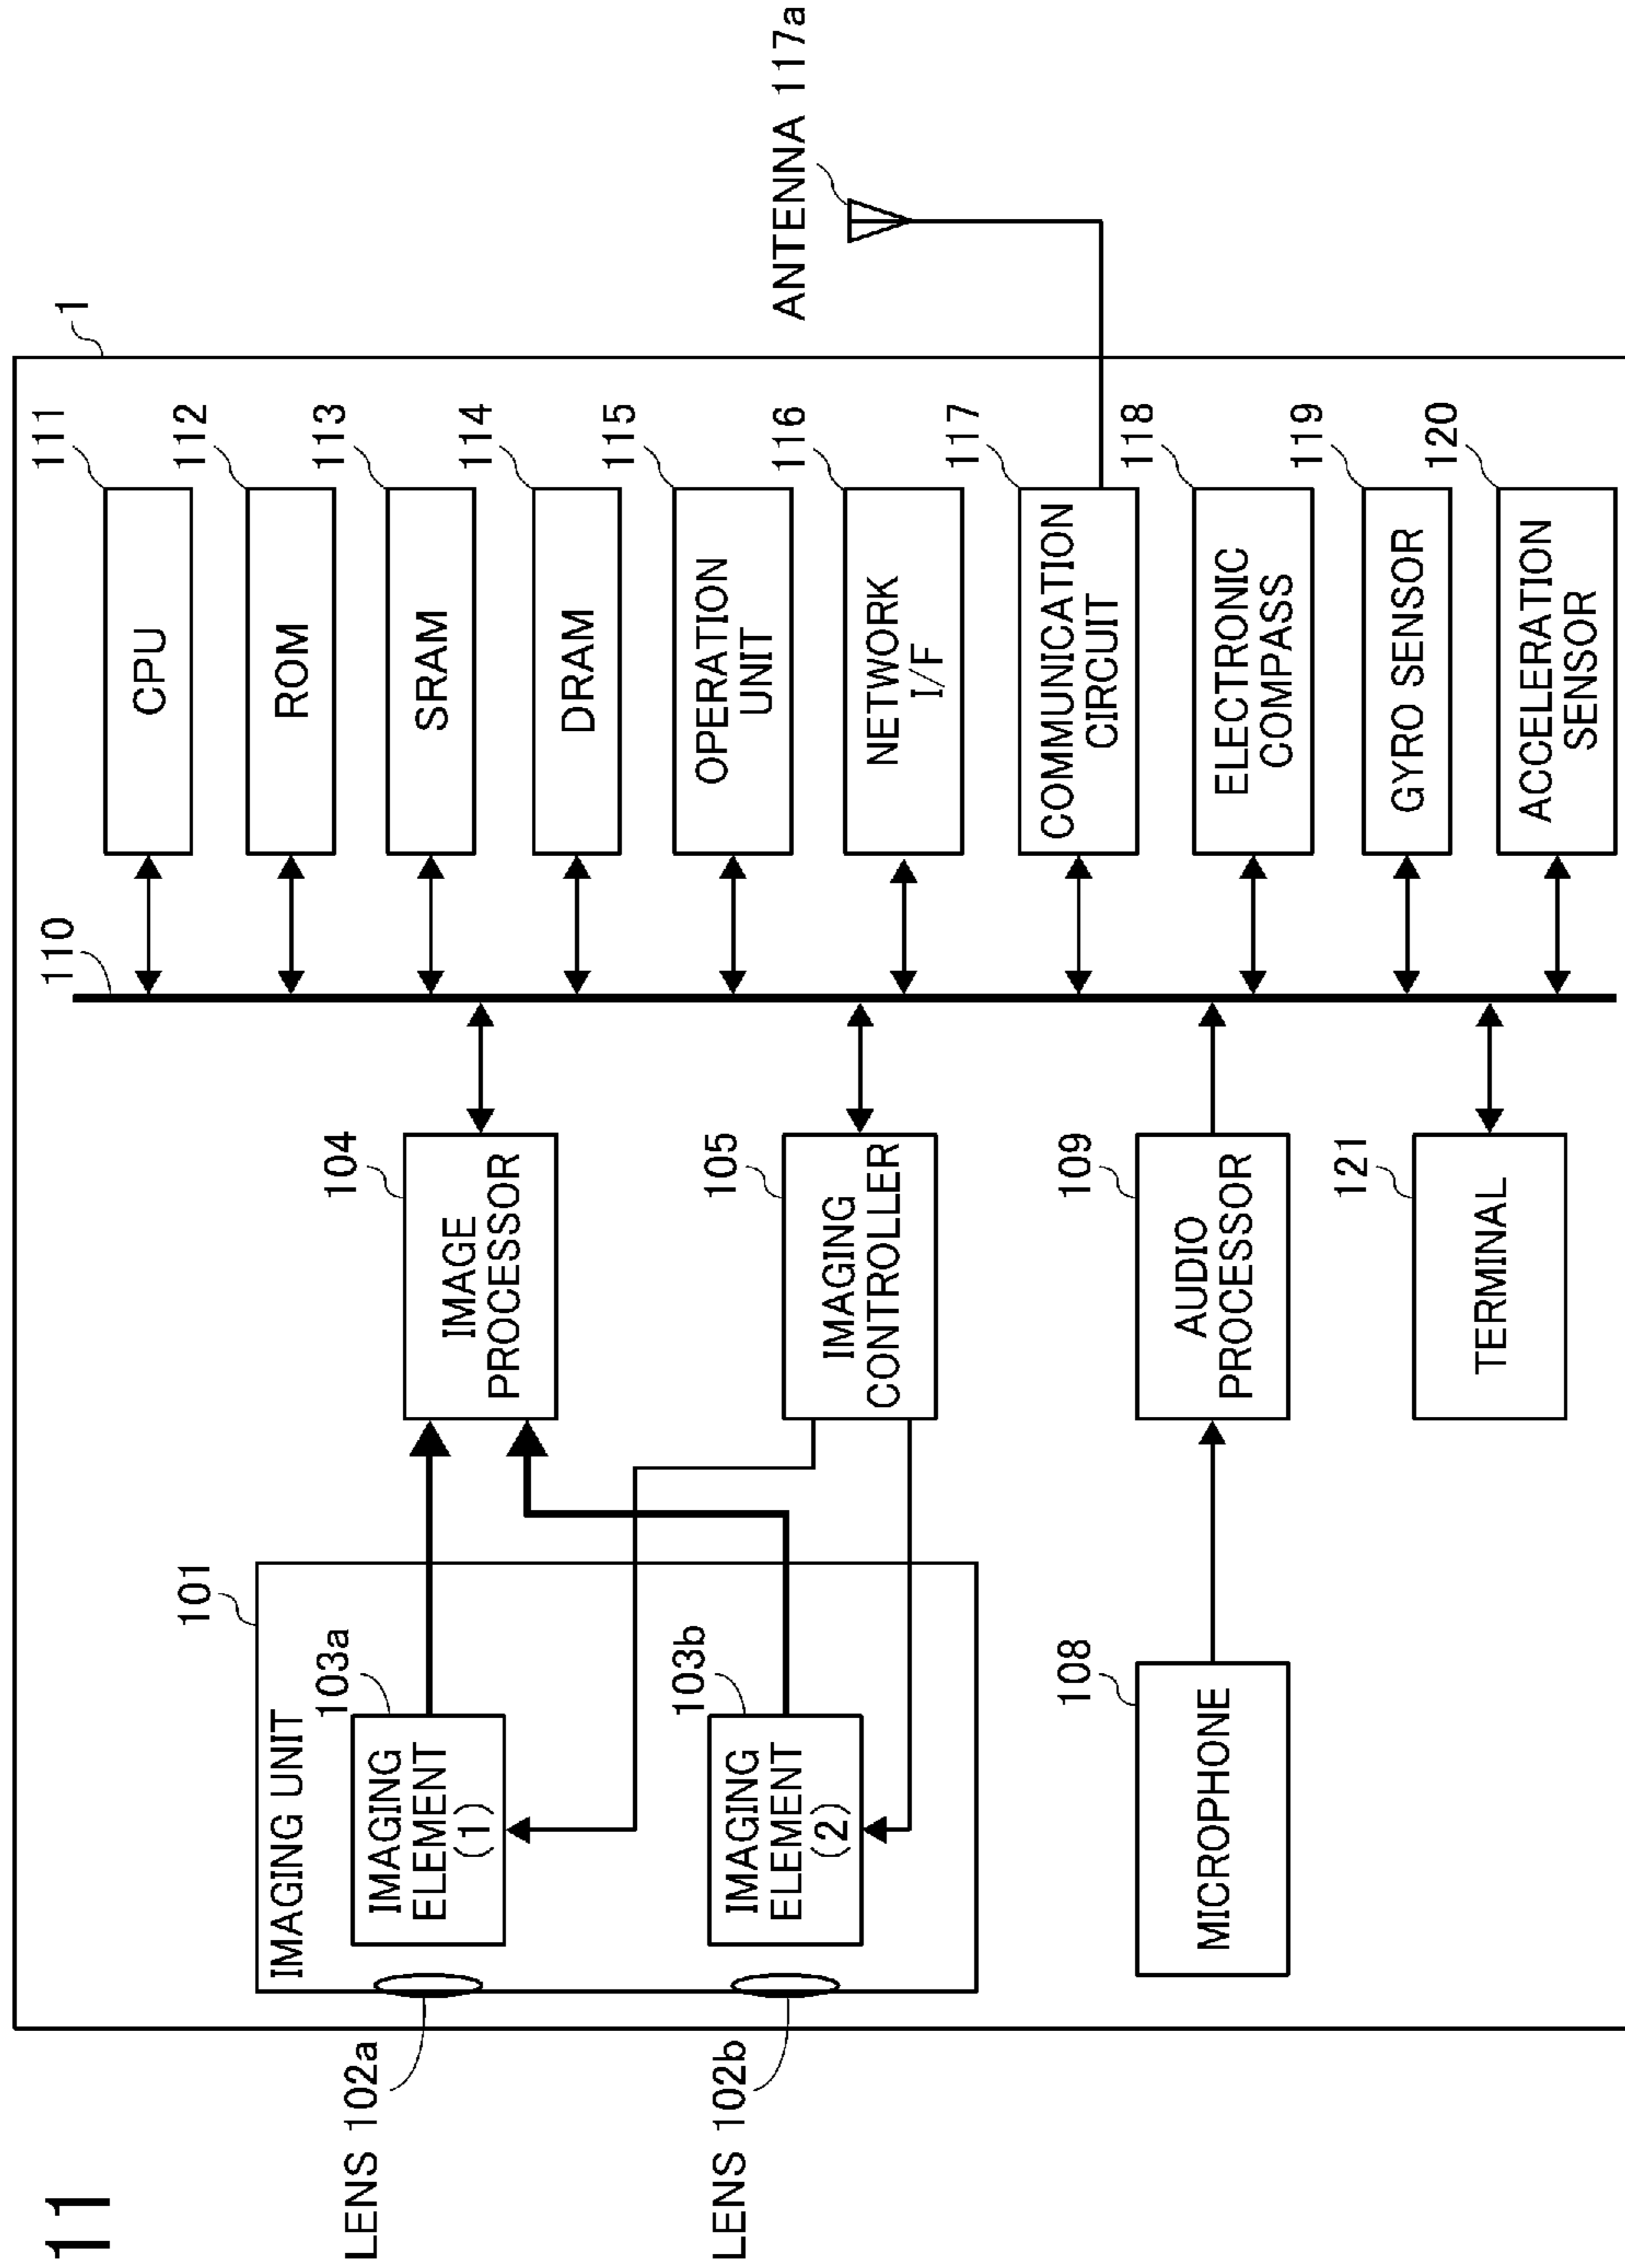 11
1
IMAGING UNIT
101
LENS 102a
IMAGING
ELEMENT
(1)
103a
LENS 102b
IMAGING
ELEMENT
(2)
103b
IMAGE
PROCESSOR
104
IMAGING
CONTROLLER
105
MICROPHONE
108
AUDIO
PROCESSOR
109
TERMINAL
121
110
CPU
111
ROM
112
SRAM
113
DRAM
114
OPERATION
UNIT
115
NETWORK
I/F
116
COMMUNICATION
CIRCUIT
117
ANTENNA 117a
ELECTRONIC
COMPASS
118
GYRO SENSOR
119
ACCELERATION
SENSOR
120